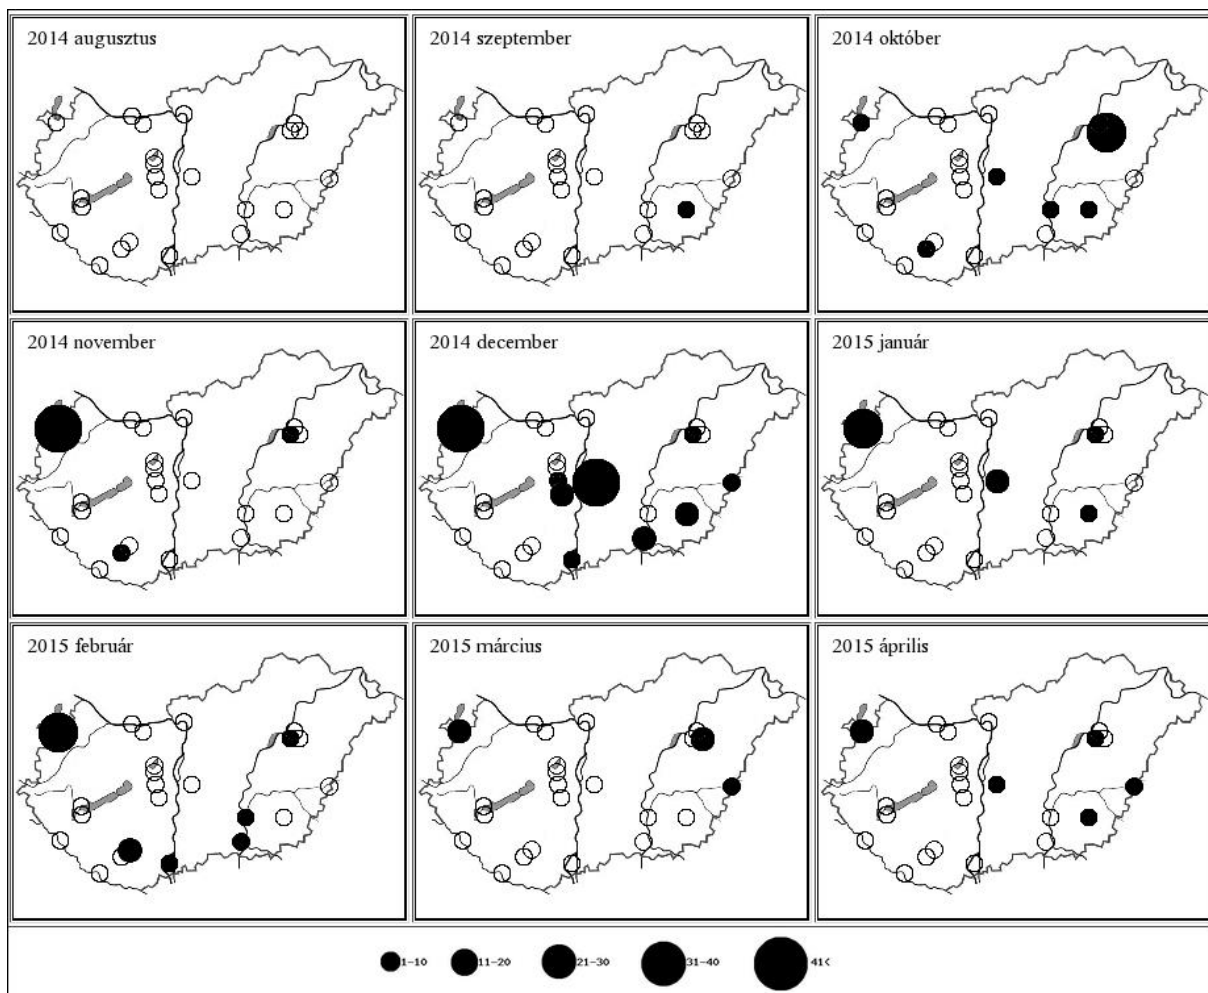 2014 augusztus
2014 szeptember
2014 október
2014 november
2014 december
2015 január
2015 február
2015 március
2015 április
1-10 11-20 21-30 31-40 41<